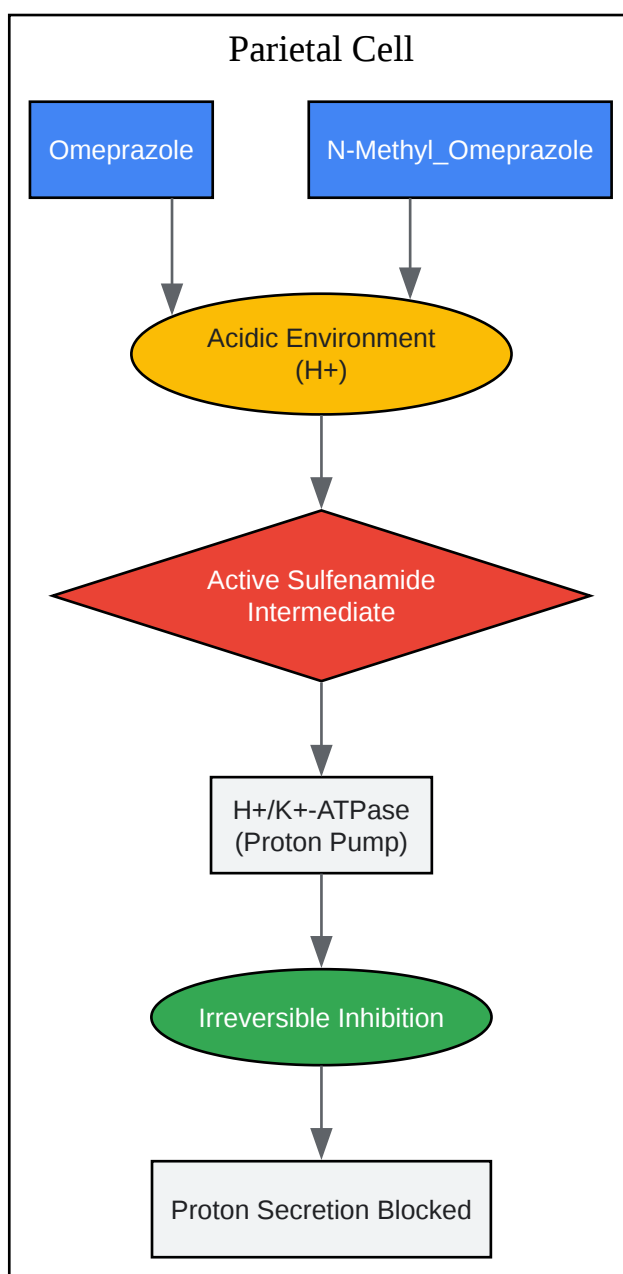 Parietal Cell
Omeprazole
N-Methyl_Omeprazole
Acidic Environment
(H+)
Active Sulfenamide
Intermediate
H+/K+-ATPase
(Proton Pump)
Irreversible Inhibition
Proton Secretion Blocked